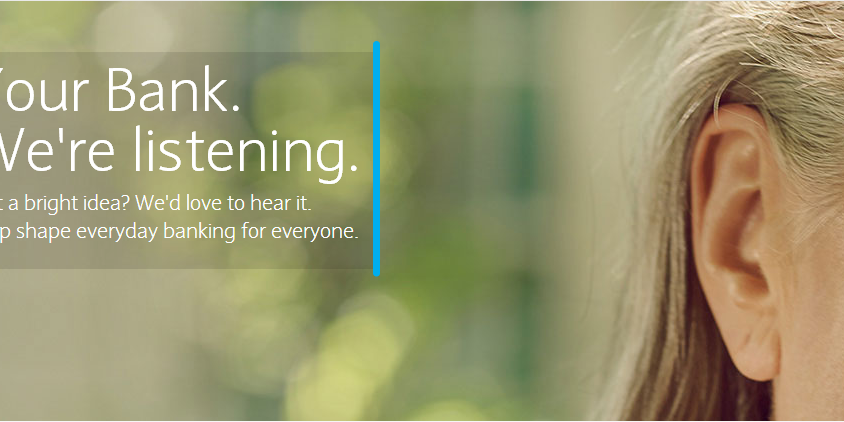 Your Bank.
We're listening.
t a bright idea? We'd love to hear it.
p shape everyday banking for everyone.